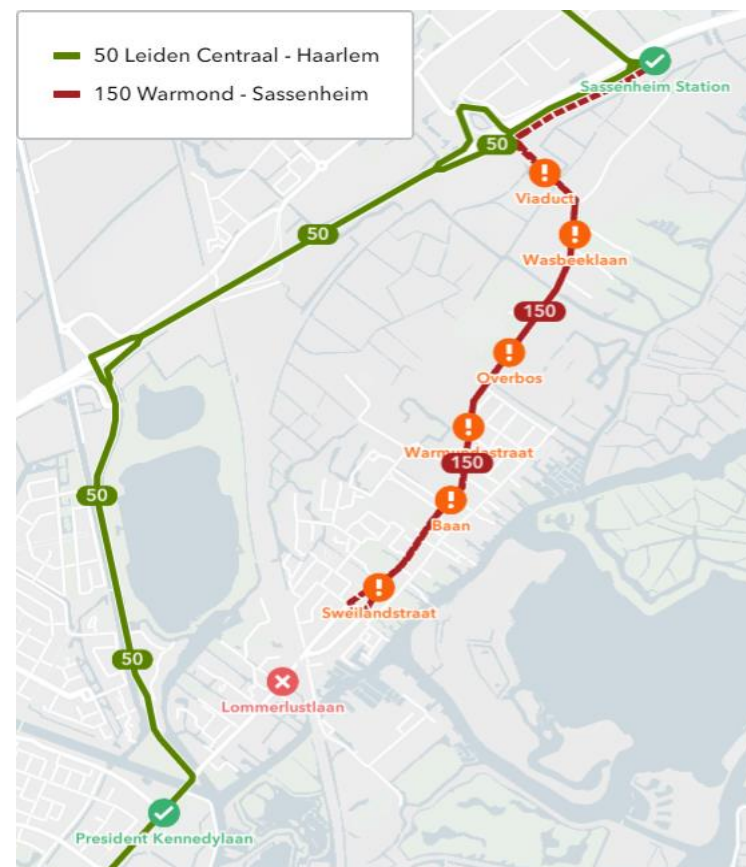 50 Leiden Centraal - Haarlem
150 Warmond - Sassenheim
Sassenheim Station
50
Viaduct
50
Wasbeeklaan
150
Overbos
Warmondastraat
150
50
Baan
Sweilandstraat
50
Lommerlustlaan
President Kennedylaan